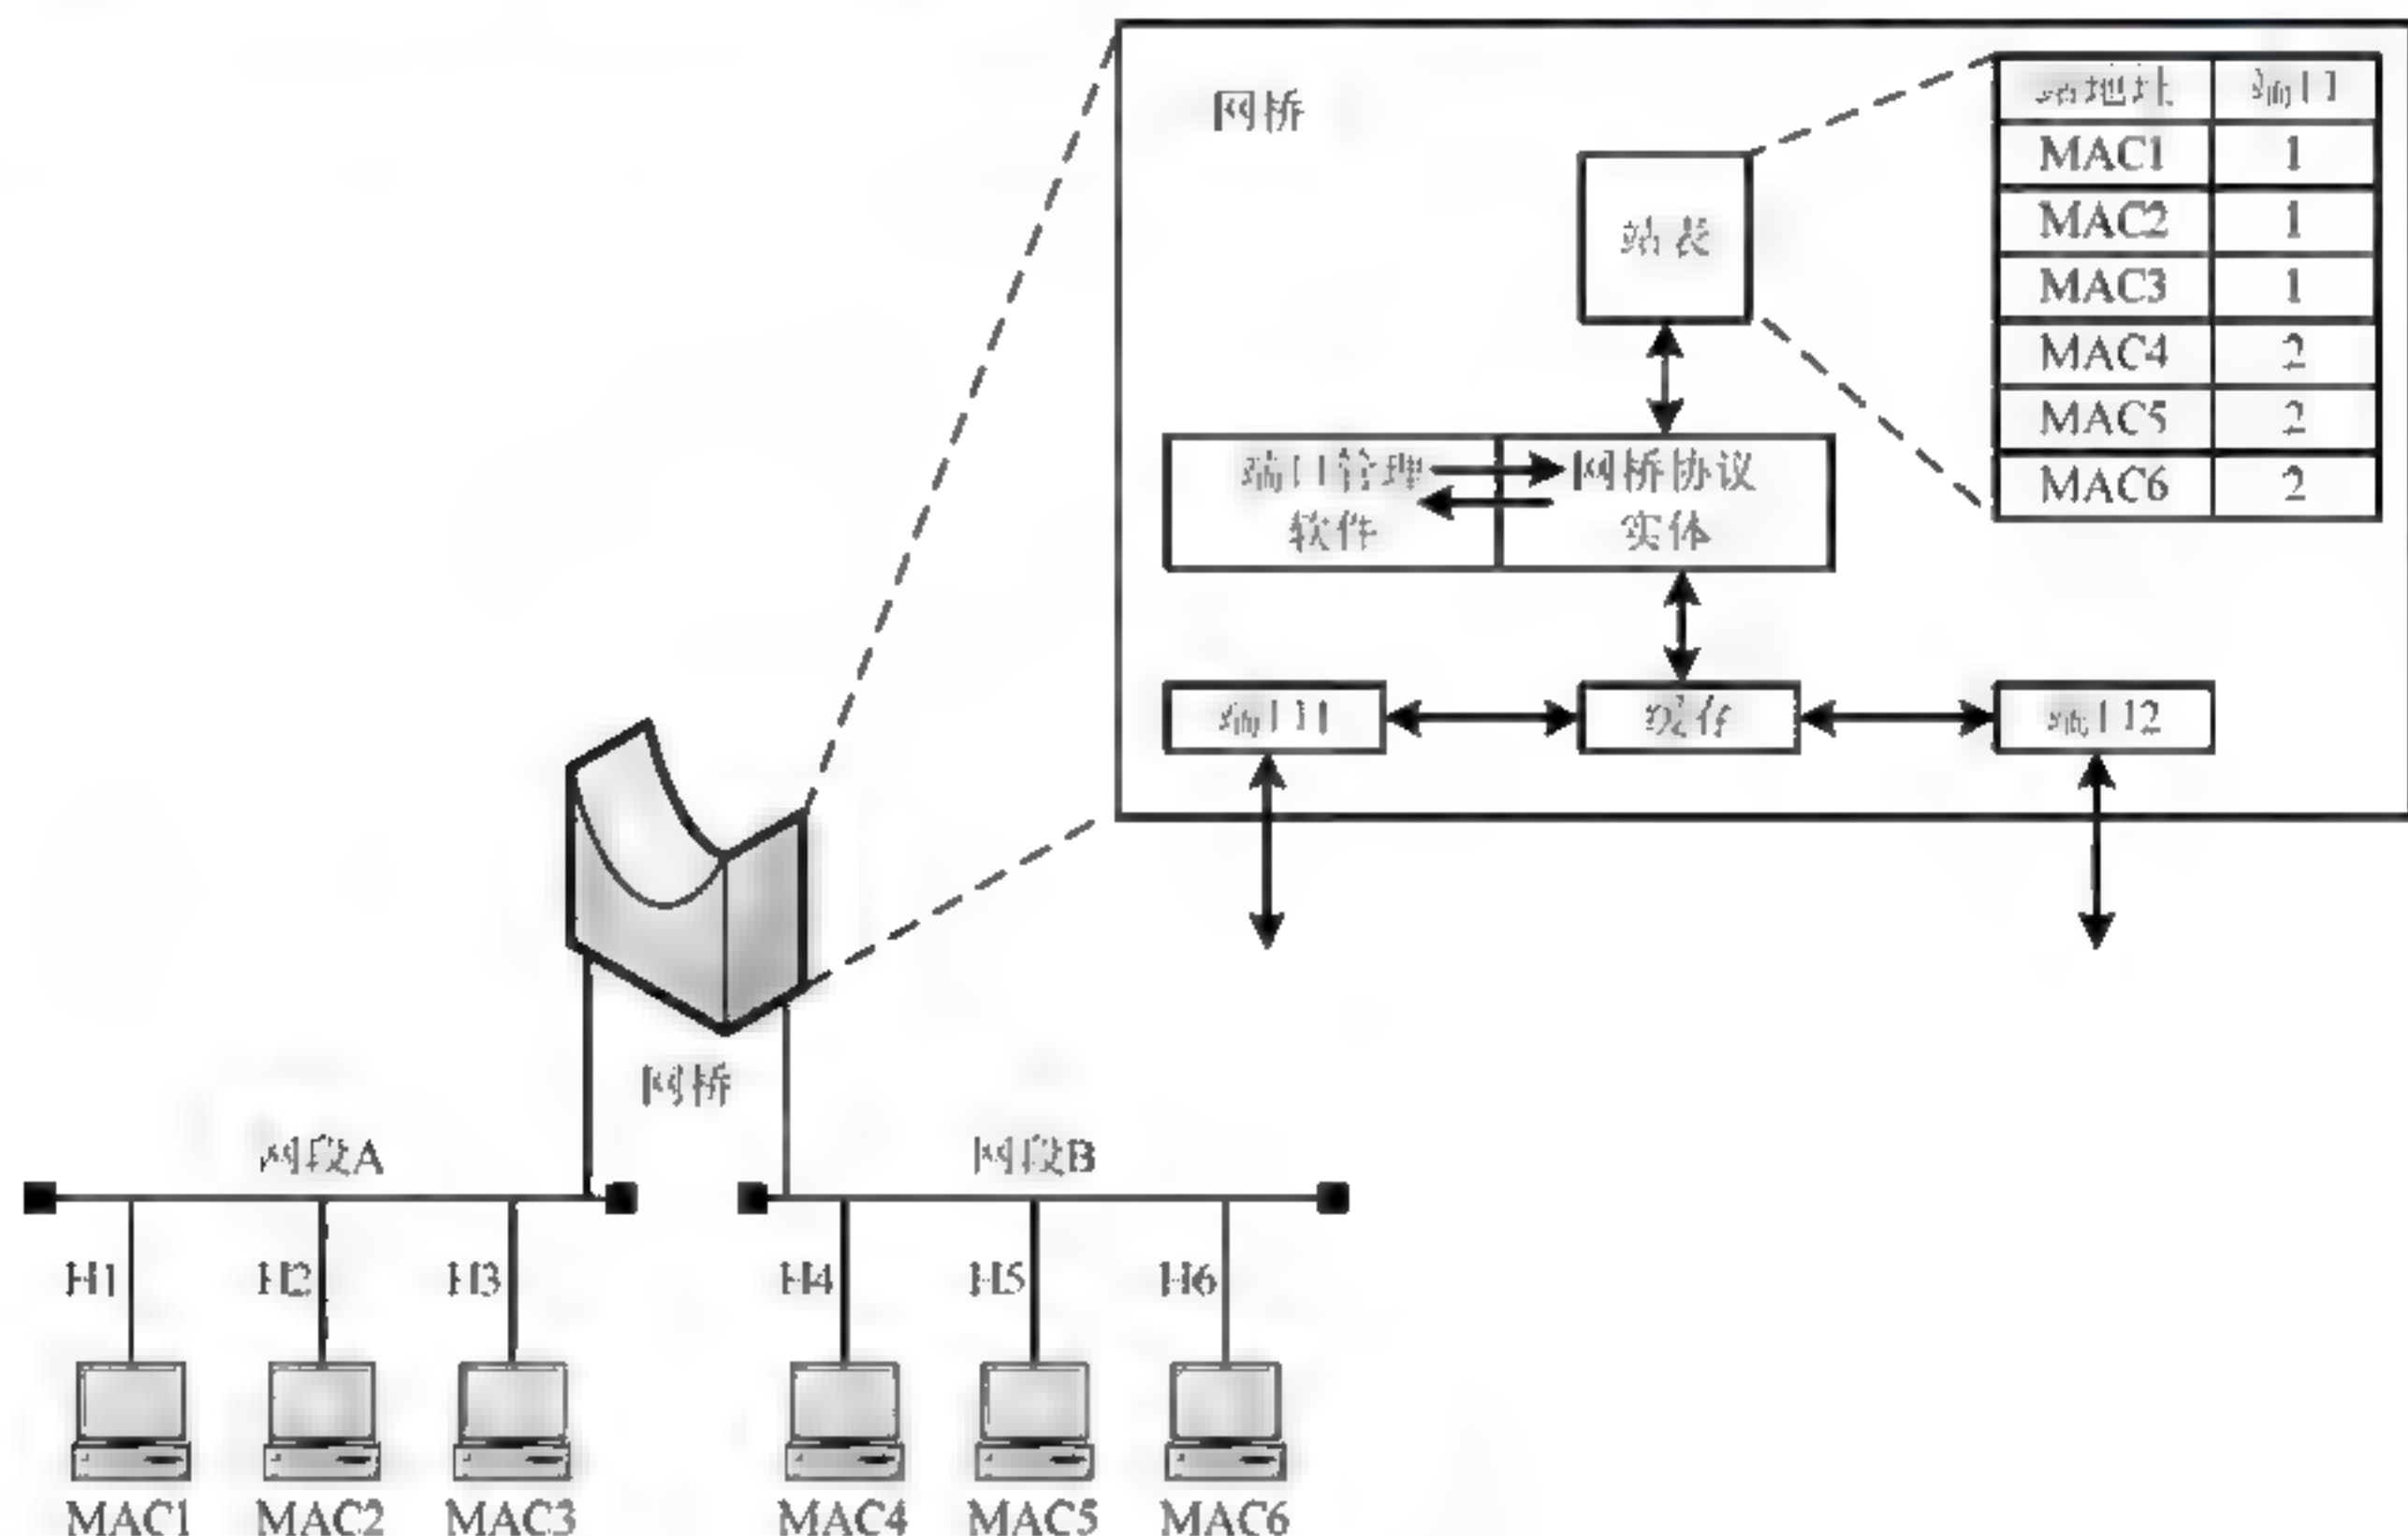 网桥
站地址 端口
MAC1 1
MAC2 1
MAC3 1
MAC4 2
MAC5 2
MAC6 2
站表
端口管理
软件
网桥协议
实体
端口1
缓存
端口2
网桥
网段A
网段B
H1
H2
H3
H4
H5
H6
MAC1
MAC2
MAC3
MAC4
MAC5
MAC6